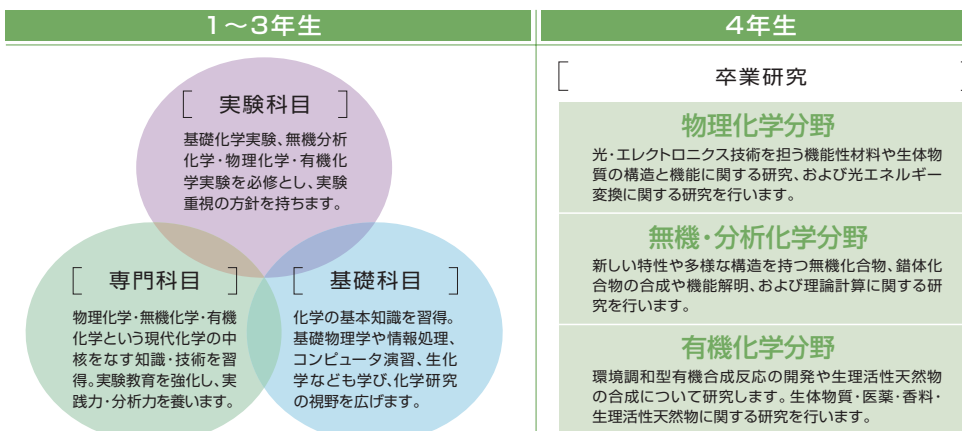 1〜3年生
[ 実験科目 ]
基礎化学実験、無機分析
化学・物理化学・有機化
学実験を必修とし、実験
重視の方針を持ちます。
[ 専門科目 ]
物理化学・無機化学・有機
化学という現代化学の中
核をなす知識・技術を習
得。実験教育を強化し、実
践力・分析力を養います。
[ 基礎科目 ]
化学の基本知識を習得。
基礎物理学や情報処理、
コンピュータ演習、生化
学なども学び、化学研究
の視野を広げます。
4年生
[ 卒業研究 ]
物理化学分野
光・エレクトロニクス技術を担う機能性材料や生体物
質の構造と機能に関する研究、および光エネルギー
変換に関する研究を行います。
無機・分析化学分野
新しい特性や多様な構造を持つ無機化合物、錯体化
合物の合成や機能解明、および理論計算に関する研
究を行います。
有機化学分野
環境調和型有機合成反応の開発や生理活性天然物
の合成について研究します。生体物質・医薬・香料・
生理活性天然物に関する研究を行います。